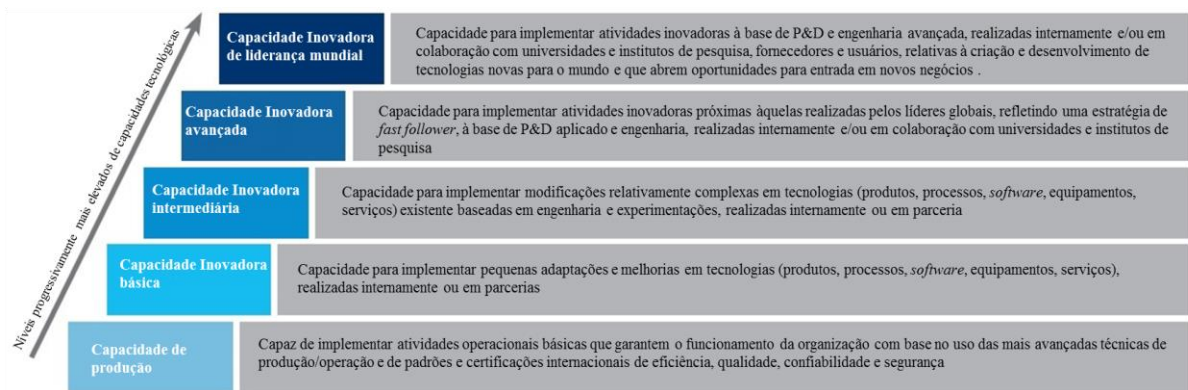 Níveis progressivamente mais elevados de capacidades tecnológicas
Capacidade Inovadora
de liderança mundial
Capacidade para implementar atividades inovadoras à base de P&D e engenharia avançada, realizadas internamente e/ou em
colaboração com universidades e institutos de pesquisa, fornecedores e usuários, relativas à criação e desenvolvimento de
tecnologias novas para o mundo e que abrem oportunidades para entrada em novos negócios .
Capacidade Inovadora
avançada
Capacidade para implementar atividades inovadoras próximas àquelas realizadas pelos líderes globais, refletindo uma estratégia de
fast follower, à base de P&D aplicado e engenharia, realizadas internamente e/ou em colaboração com universidades e institutos de
pesquisa
Capacidade Inovadora
intermediária
Capacidade para implementar modificações relativamente complexas em tecnologias (produtos, processos, software, equipamentos,
serviços) existente baseadas em engenharia e experimentações, realizadas internamente ou em parceria
Capacidade Inovadora
básica
Capacidade para implementar pequenas adaptações e melhorias em tecnologias (produtos, processos, software, equipamentos, serviços),
realizadas internamente ou em parcerias
Capacidade de
produção
Capaz de implementar atividades operacionais básicas que garantem o funcionamento da organização com base no uso das mais avançadas técnicas de
produção/operação e de padrões e certificações internacionais de eficiência, qualidade, confiabilidade e segurança